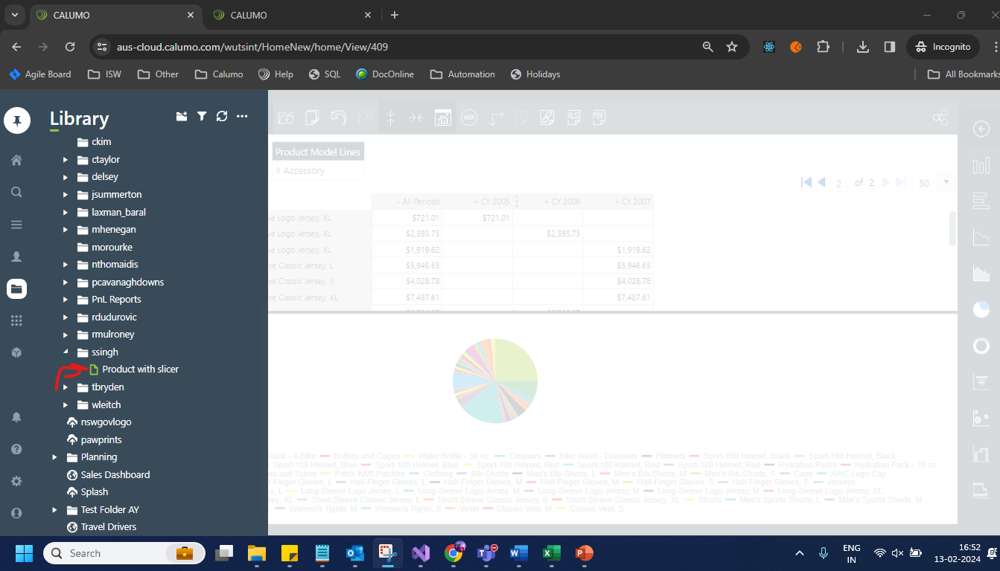 CALUMO
CALUMO
aus-cloud.calumo.com/wutsint/HomeNew/home/View/409
Incognito
Agile Board
ISW
Other
Calumo
Help
SQL
DocOnline
Automation
Holidays
All Bookmarks
Library
ckim
ctaylor
delsey
jsummerton
laxman_baral
mhenegan
morourke
nthomaidis
pcavanaghdowns
PnL Reports
rdudurovic
rmulroney
ssingh
Product with slicer
tbryden
wleitch
nswgovlogo
pawprints
Planning
Sales Dashboard
Splash
Test Folder AY
Travel Drivers
MDX
XLS
PDF
Product Model Lines
Accessory
2 of 2 50
- All Periods + CY 2005 + CY 2006 + CY 2007
ve Logo Jersey, XL $721.01 $721.01
ve Logo Jersey, XL $2,393.75 $2,393.75
ve Logo Jersey, XL $1,919.62 $1,919.62
ve Classic Jersey, L $5,946.65 $5,946.65
ve Classic Jersey, S $4,028.78 $4,028.78
ve Classic Jersey, XL $7,487.61 $7,487.61
Rack - 4-Bike Bottles and Cages Water Bottle - 30 oz. Cleaners Bike Wash - Dissolver Helmets Sport-100 Helmet, Black Sport-100 Helmet, Black
Sport-100 Helmet, Blue Sport-100 Helmet, Blue Sport-100 Helmet, Red Sport-100 Helmet, Red Hydration Packs Hydration Pack - 70 oz.
es and Tubes Patch Kit/8 Patches Clothing Bib-Shorts Men's Bib-Shorts, L Men's Bib-Shorts, M Men's Bib-Shorts, S Caps AWC Logo Cap
f-Finger Gloves, L Half-Finger Gloves, L Half-Finger Gloves, M Half-Finger Gloves, M Half-Finger Gloves, S Half-Finger Gloves, S Jerseys
y, L Long-Sleeve Logo Jersey, L Long-Sleeve Logo Jersey, M Long-Sleeve Logo Jersey, M Long-Sleeve Logo Jersey, XL
sey, XL Short-Sleeve Classic Jersey, L Short-Sleeve Classic Jersey, S Short-Sleeve Classic Jersey, XL Shorts Men's Sports Shorts, L Men's Sports Shorts, M
L Women's Tights, M Women's Tights, S Vests Classic Vest, M Classic Vest, S
Search
ENG
IN
16:52
13-02-2024